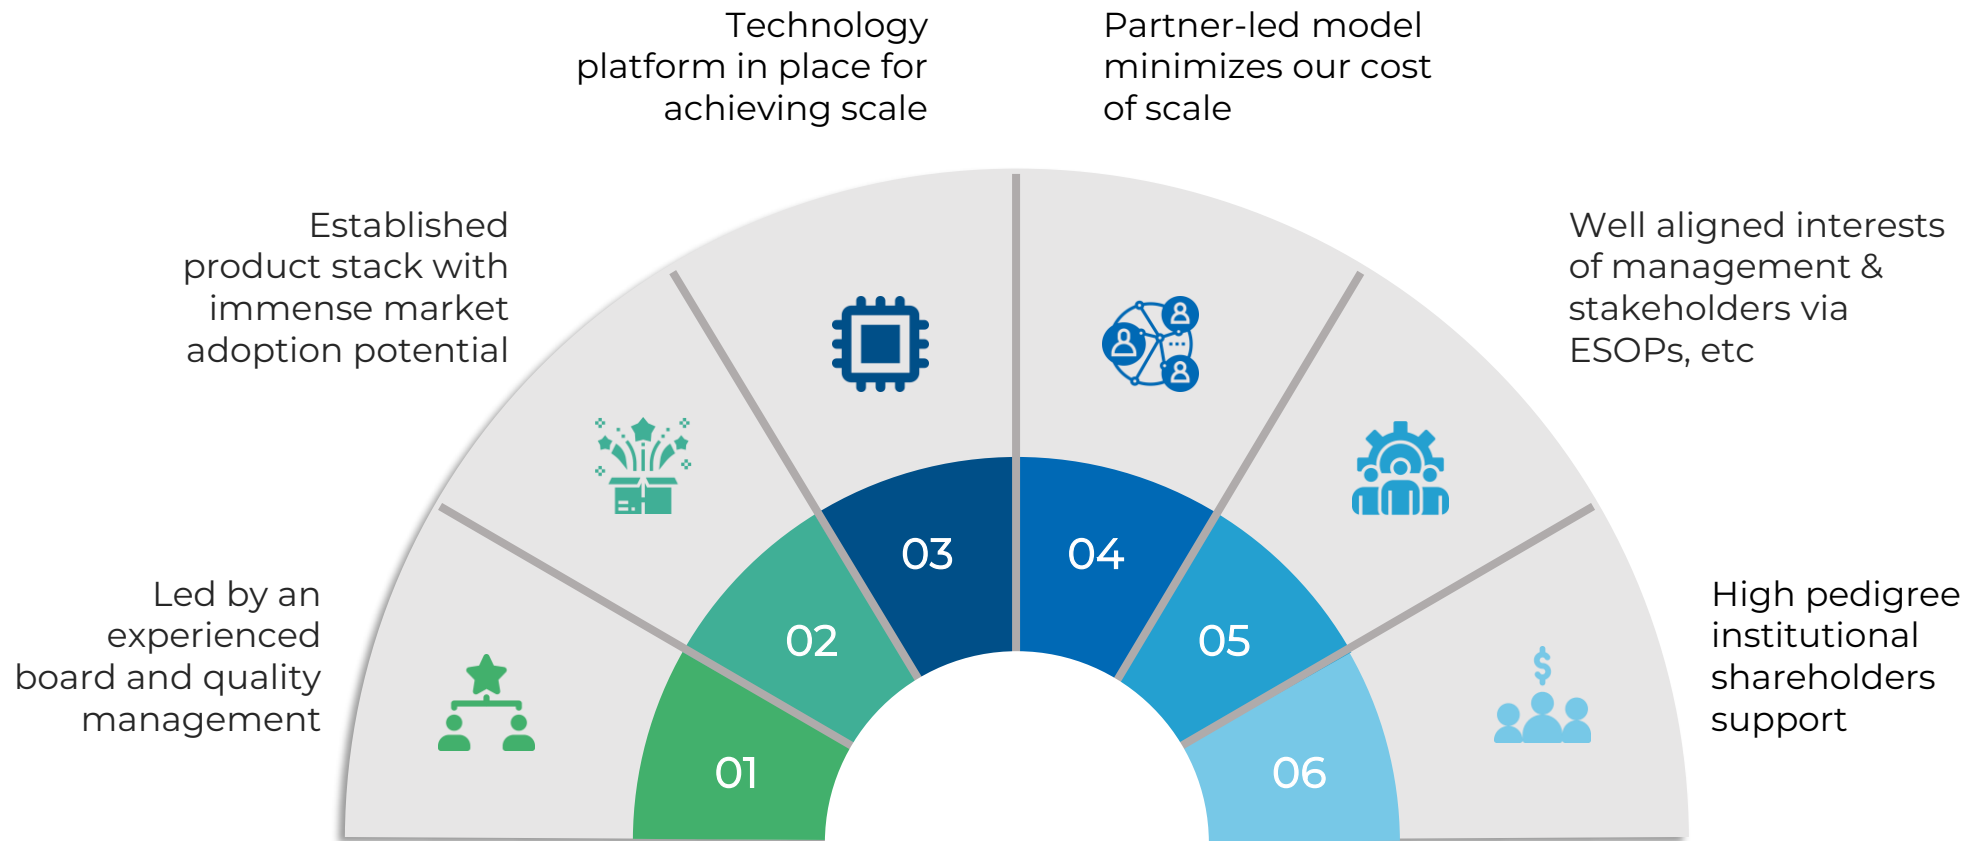 Technology
platform in place for
achieving scale
Partner-led model
minimizes our cost
of scale
Established
product stack with
immense market
adoption potential
Well aligned interests
of management &
stakeholders via
ESOPs, etc
Led by an
experienced
board and quality
management
High pedigree
institutional
shareholders
support
01
02
03
04
05
06
$